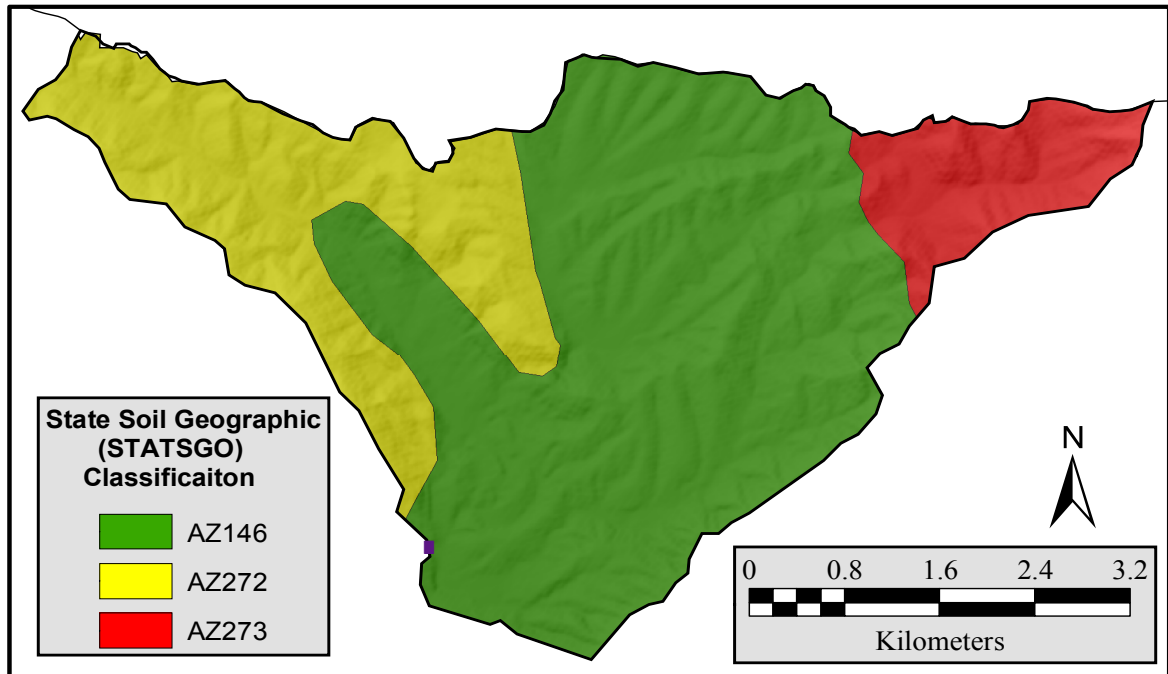 State Soil Geographic
(STATSGO)
Classificaiton
AZ146
AZ272
AZ273
N
0 0.8 1.6 2.4 3.2
Kilometers